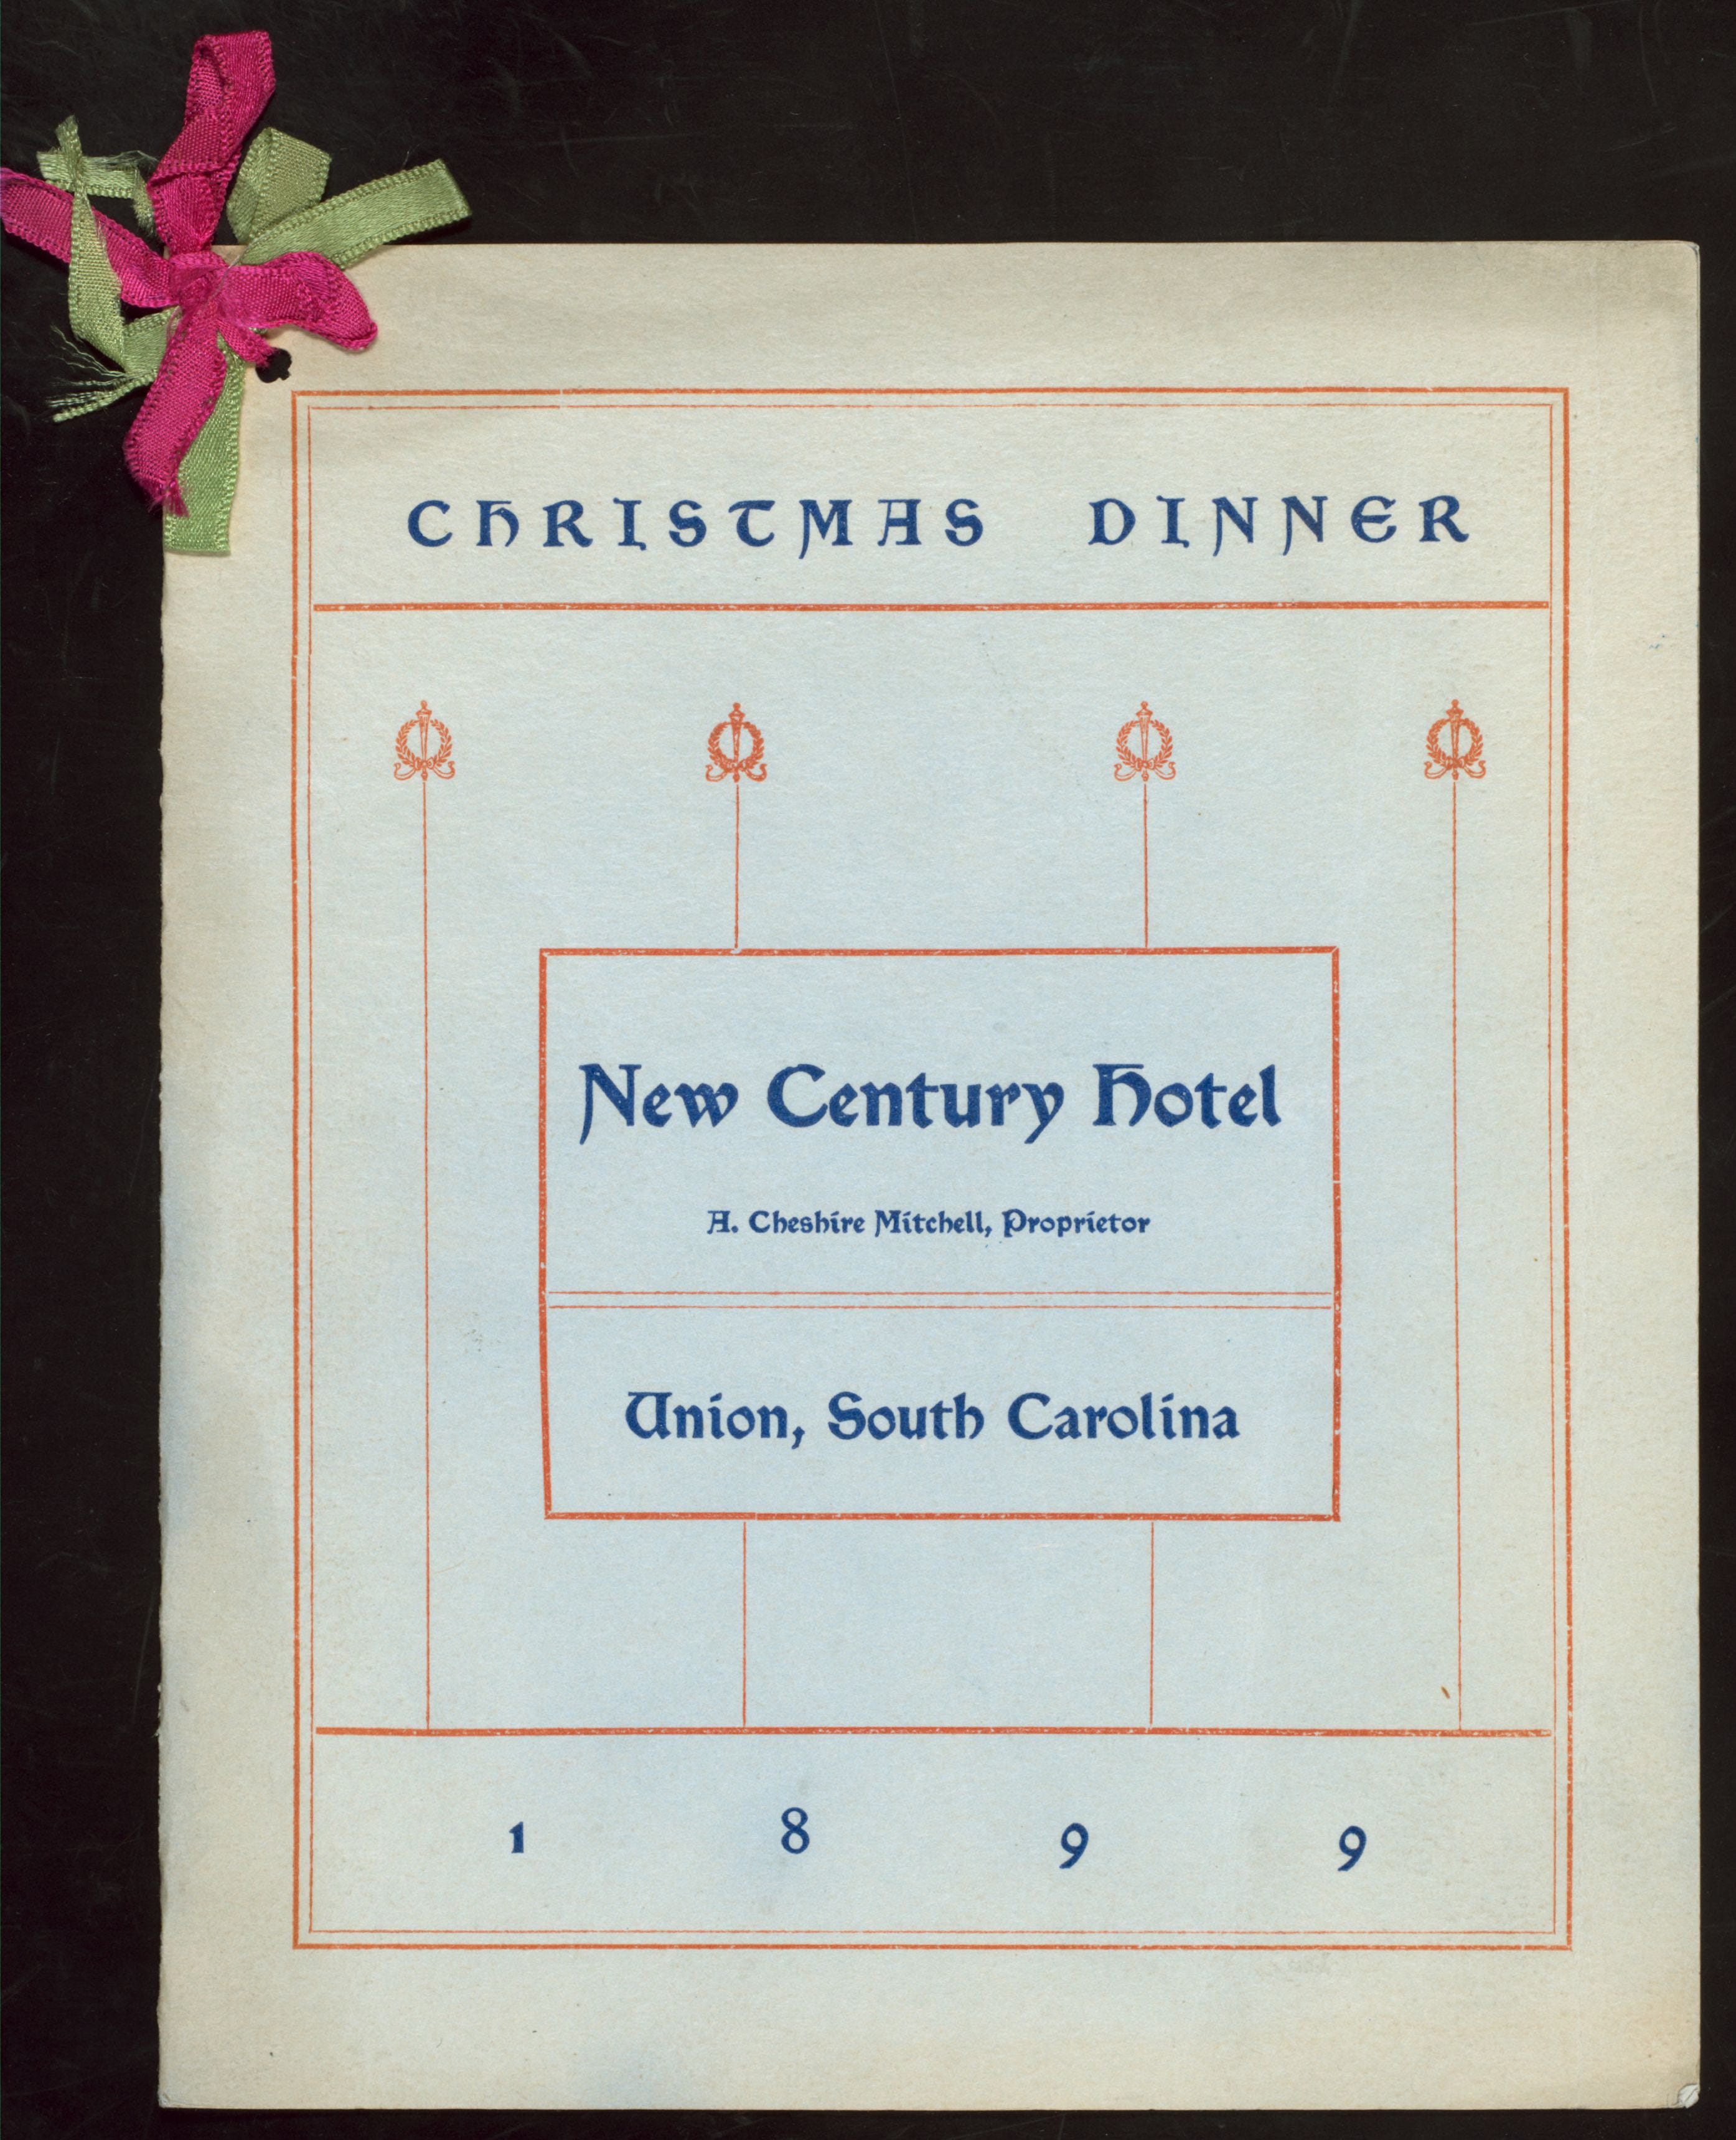 CHRISTMAS DINNER
New Century Hotel
A. Cheshire Mitchell, Proprietor
Union, South Carolina
1 8 9 9